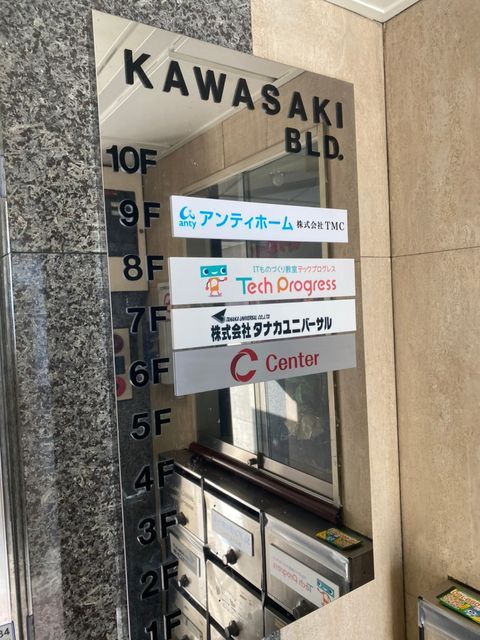 KAWASAKI
BLD.
10F
9F
anty アンティホーム 株式会社 TMC
8F
ITものづくり教室テックプログレス
Tech Progress
7F
TANAKA UNIVERSAL CO.,LTD
株式会社 タナカユニバーサル
6F
Center
5F
4F
3F
2F
1F